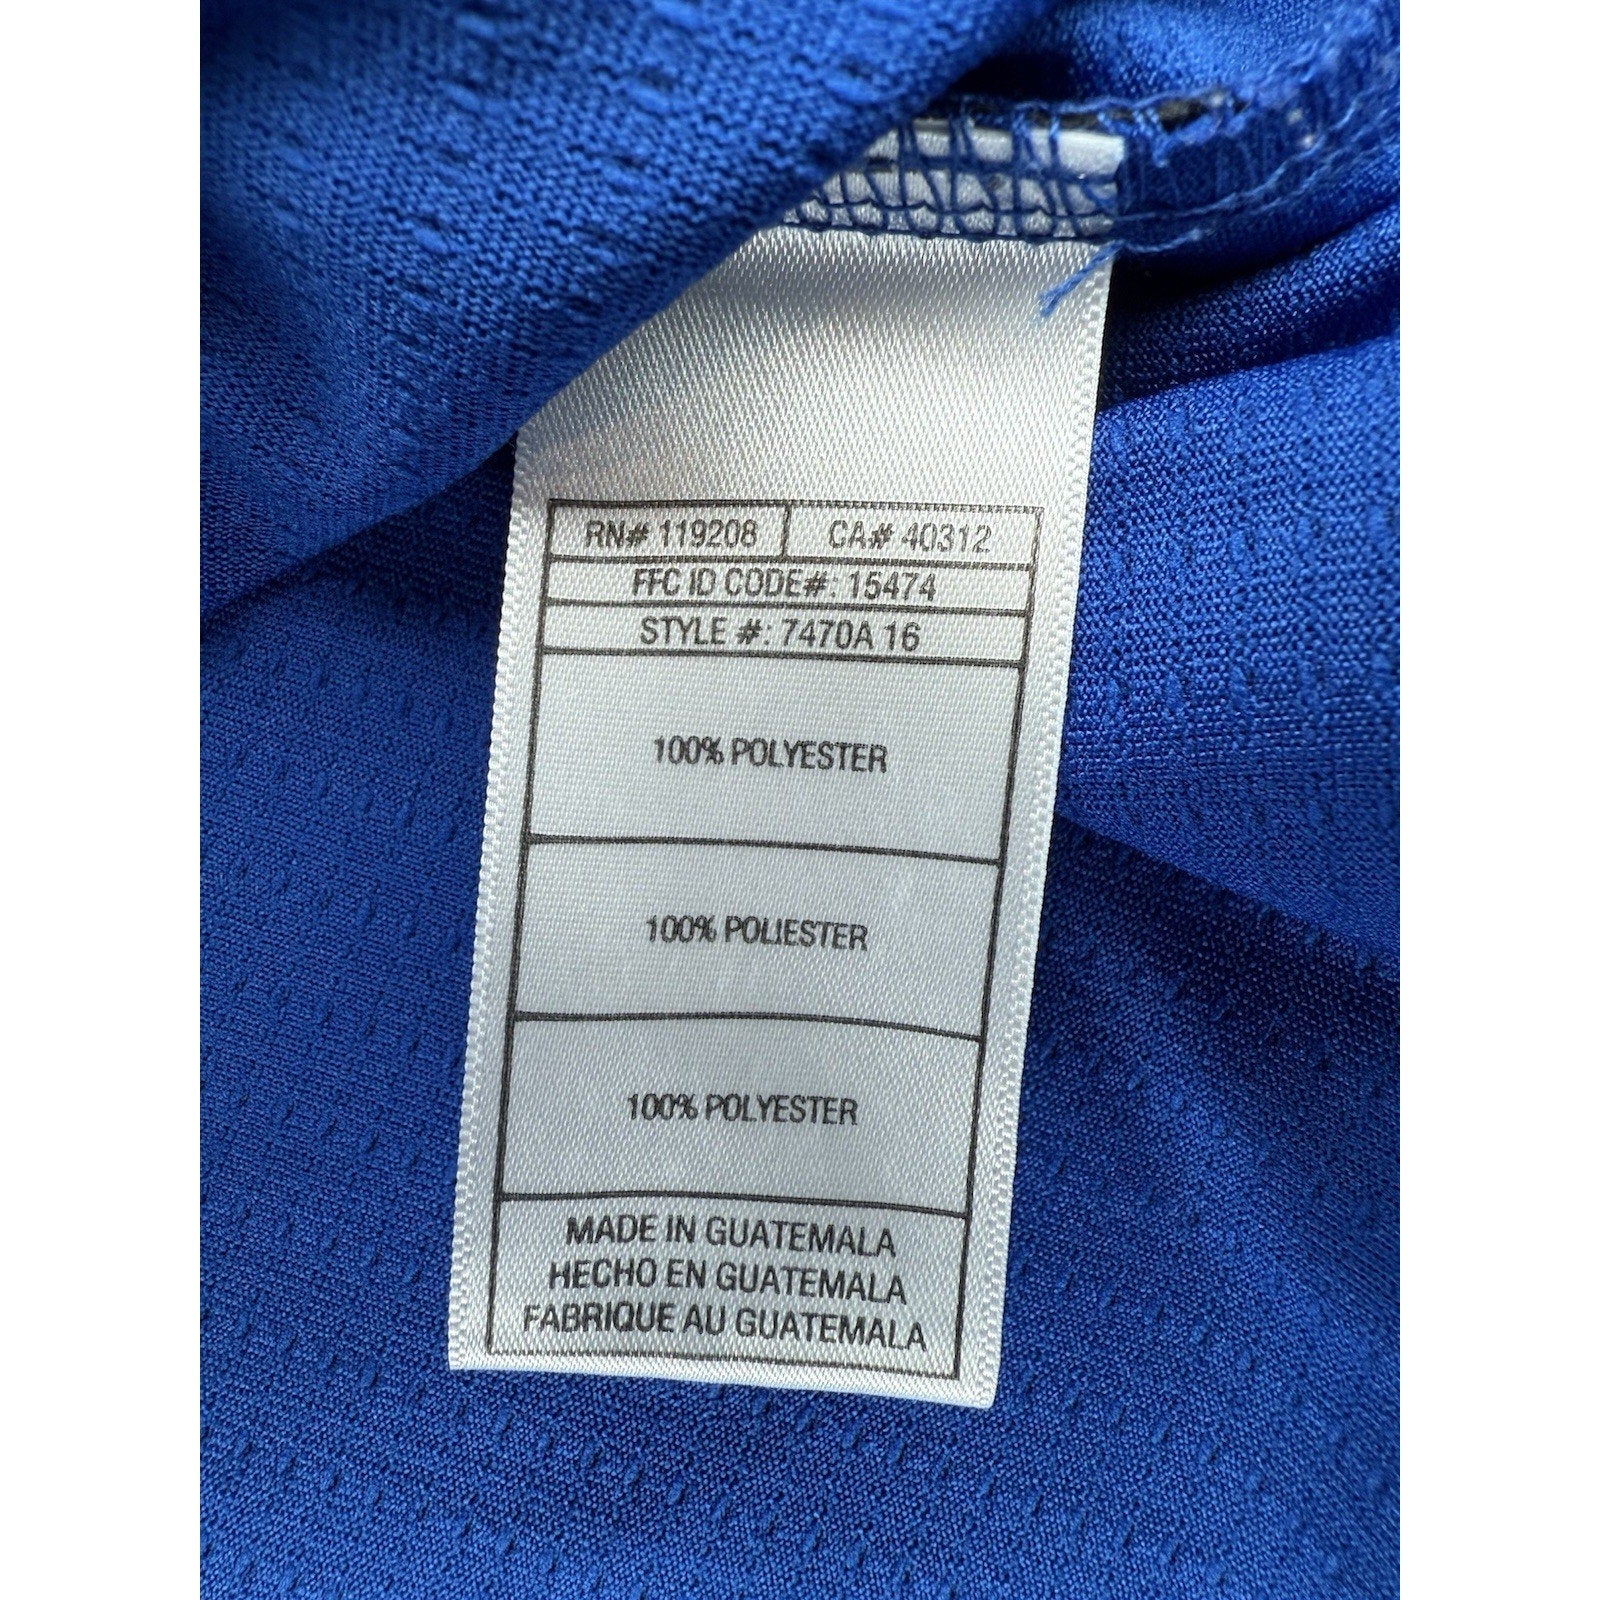 RN# 119208 CA# 40312
FFC ID CODE#: 15474
STYLE #: 7470A 16
100% POLYESTER
100% POLIESTER
100% POLYESTER
MADE IN GUATEMALA
HECHO EN GUATEMALA
FABRIQUE AU GUATEMALA